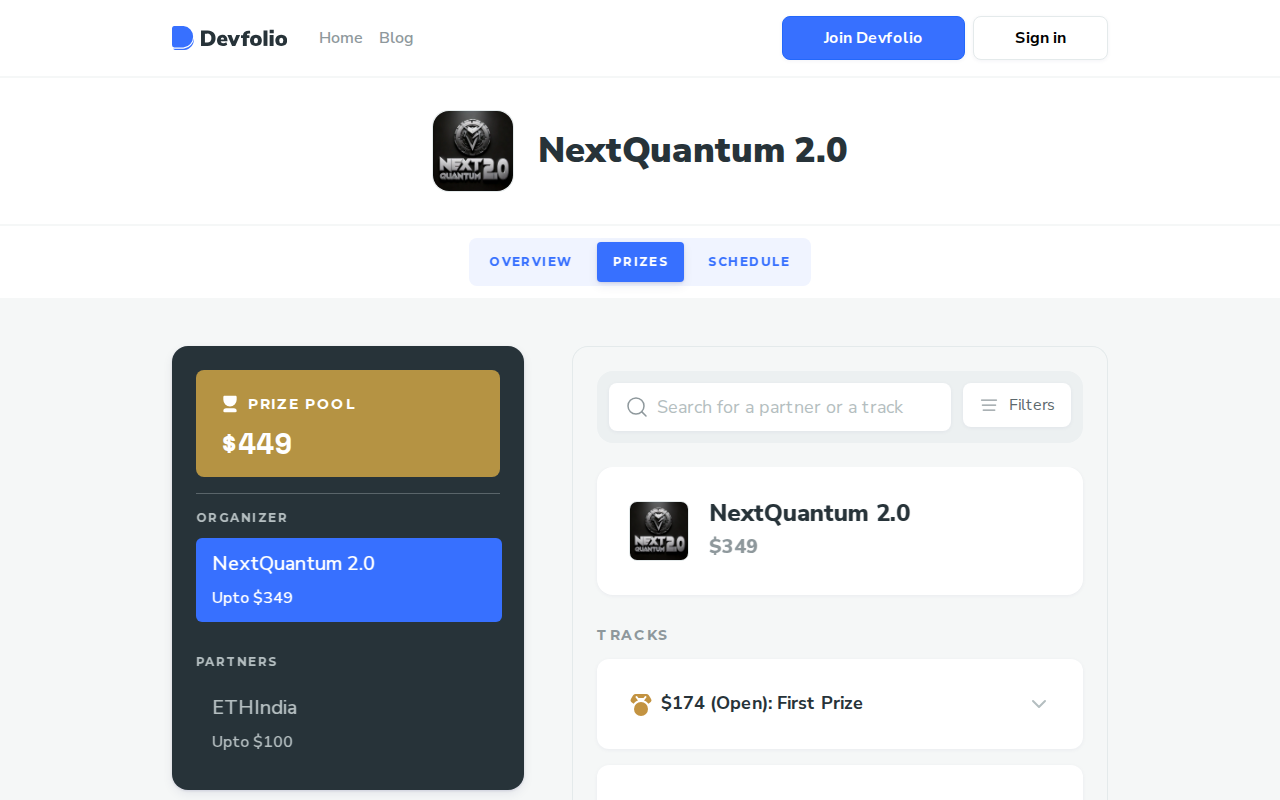 Devfolio
Home
Blog
Join Devfolio
Sign in
NEXT 2.0
QUANTUM
NextQuantum 2.0
OVERVIEW
PRIZES
SCHEDULE
PRIZE POOL
$449
ORGANIZER
NextQuantum 2.0
Upto $349
PARTNERS
ETHIndia
Upto $100
Search for a partner or a track
Filters
NEXT 2.0
QUANTUM
NextQuantum 2.0
$349
TRACKS
$174 (Open): First Prize